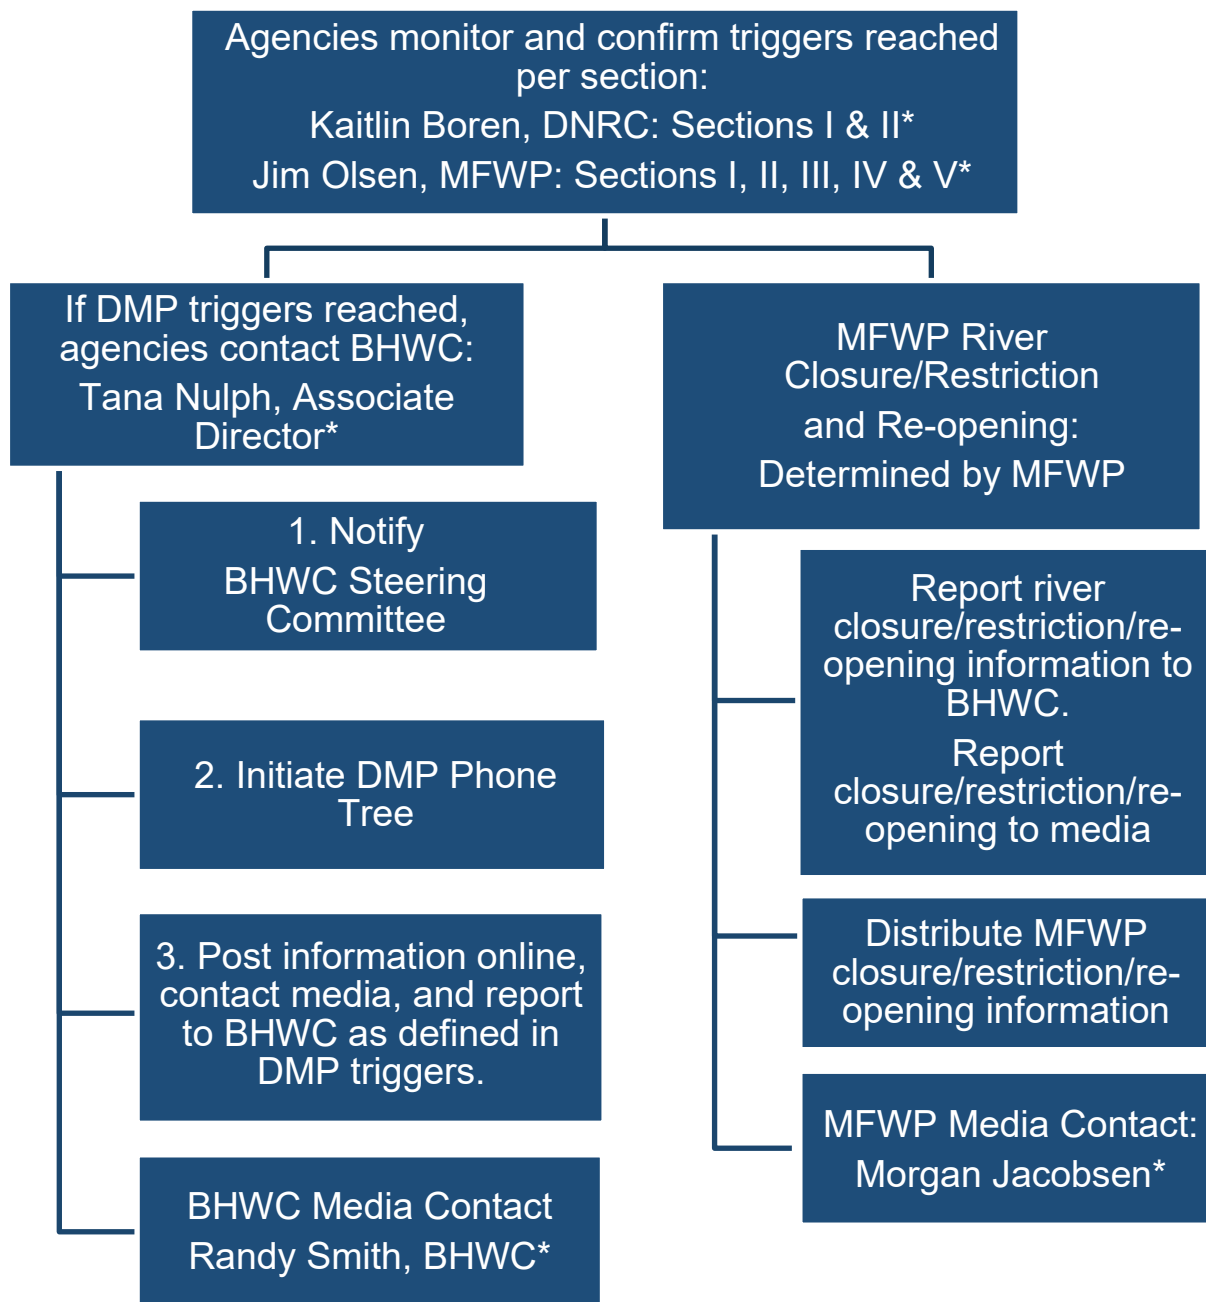 Agencies monitor and confirm triggers reached
per section:
Kaitlin Boren, DNRC: Sections I & II*
Jim Olsen, MFWP: Sections I, II, III, IV & V*
If DMP triggers reached,
agencies contact BHWC:
Tana Nulph, Associate
Director*
1. Notify
BHWC Steering
Committee
2. Initiate DMP Phone
Tree
3. Post information online,
contact media, and report
to BHWC as defined in
DMP triggers.
BHWC Media Contact
Randy Smith, BHWC*
MFWP River
Closure/Restriction
and Re-opening:
Determined by MFWP
Report river
closure/restriction/re-
opening information to
BHWC.
Report
closure/restriction/re-
opening to media
Distribute MFWP
closure/restriction/re-
opening information
MFWP Media Contact:
Morgan Jacobsen*